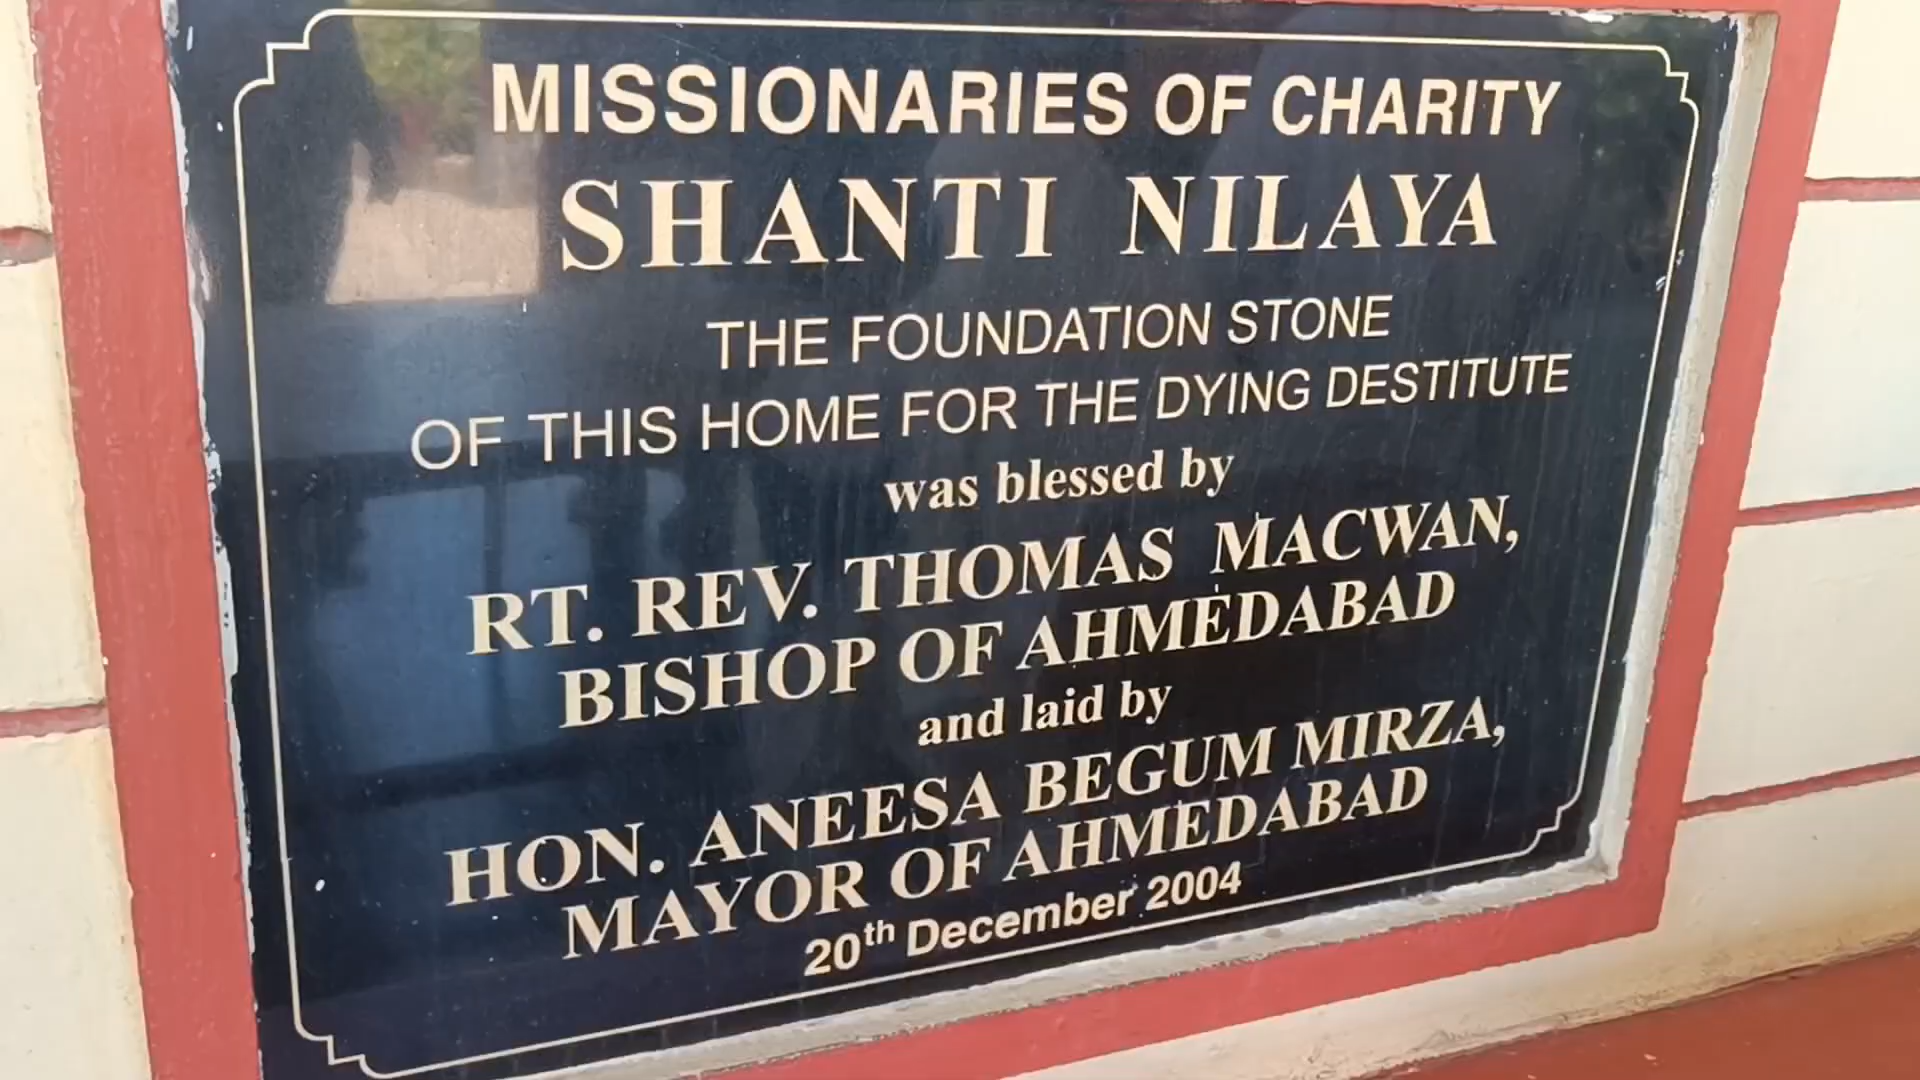 MISSIONARIES OF CHARITY
SHANTI NILAYA
THE FOUNDATION STONE
OF THIS HOME FOR THE DYING DESTITUTE
was blessed by
RT. REV. THOMAS MACWAN,
BISHOP OF AHMEDABAD
and laid by
HON. ANEESA BEGUM MIRZA,
MAYOR OF AHMEDABAD
20th December 2004